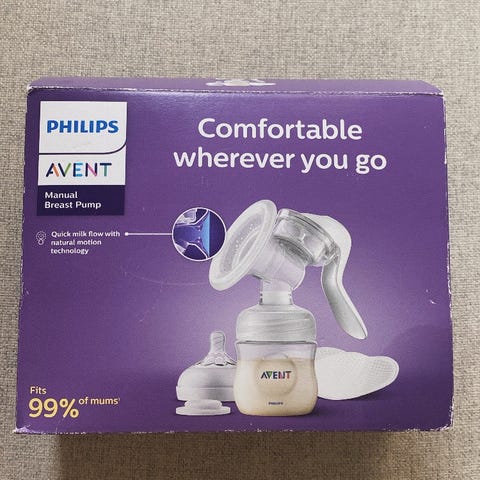 PHILIPS
AVENT
Manual
Breast Pump
Comfortable
wherever you go
Quick milk flow with
natural motion
technology
AVENT
PHILIPS
Fits
99% of mums¹